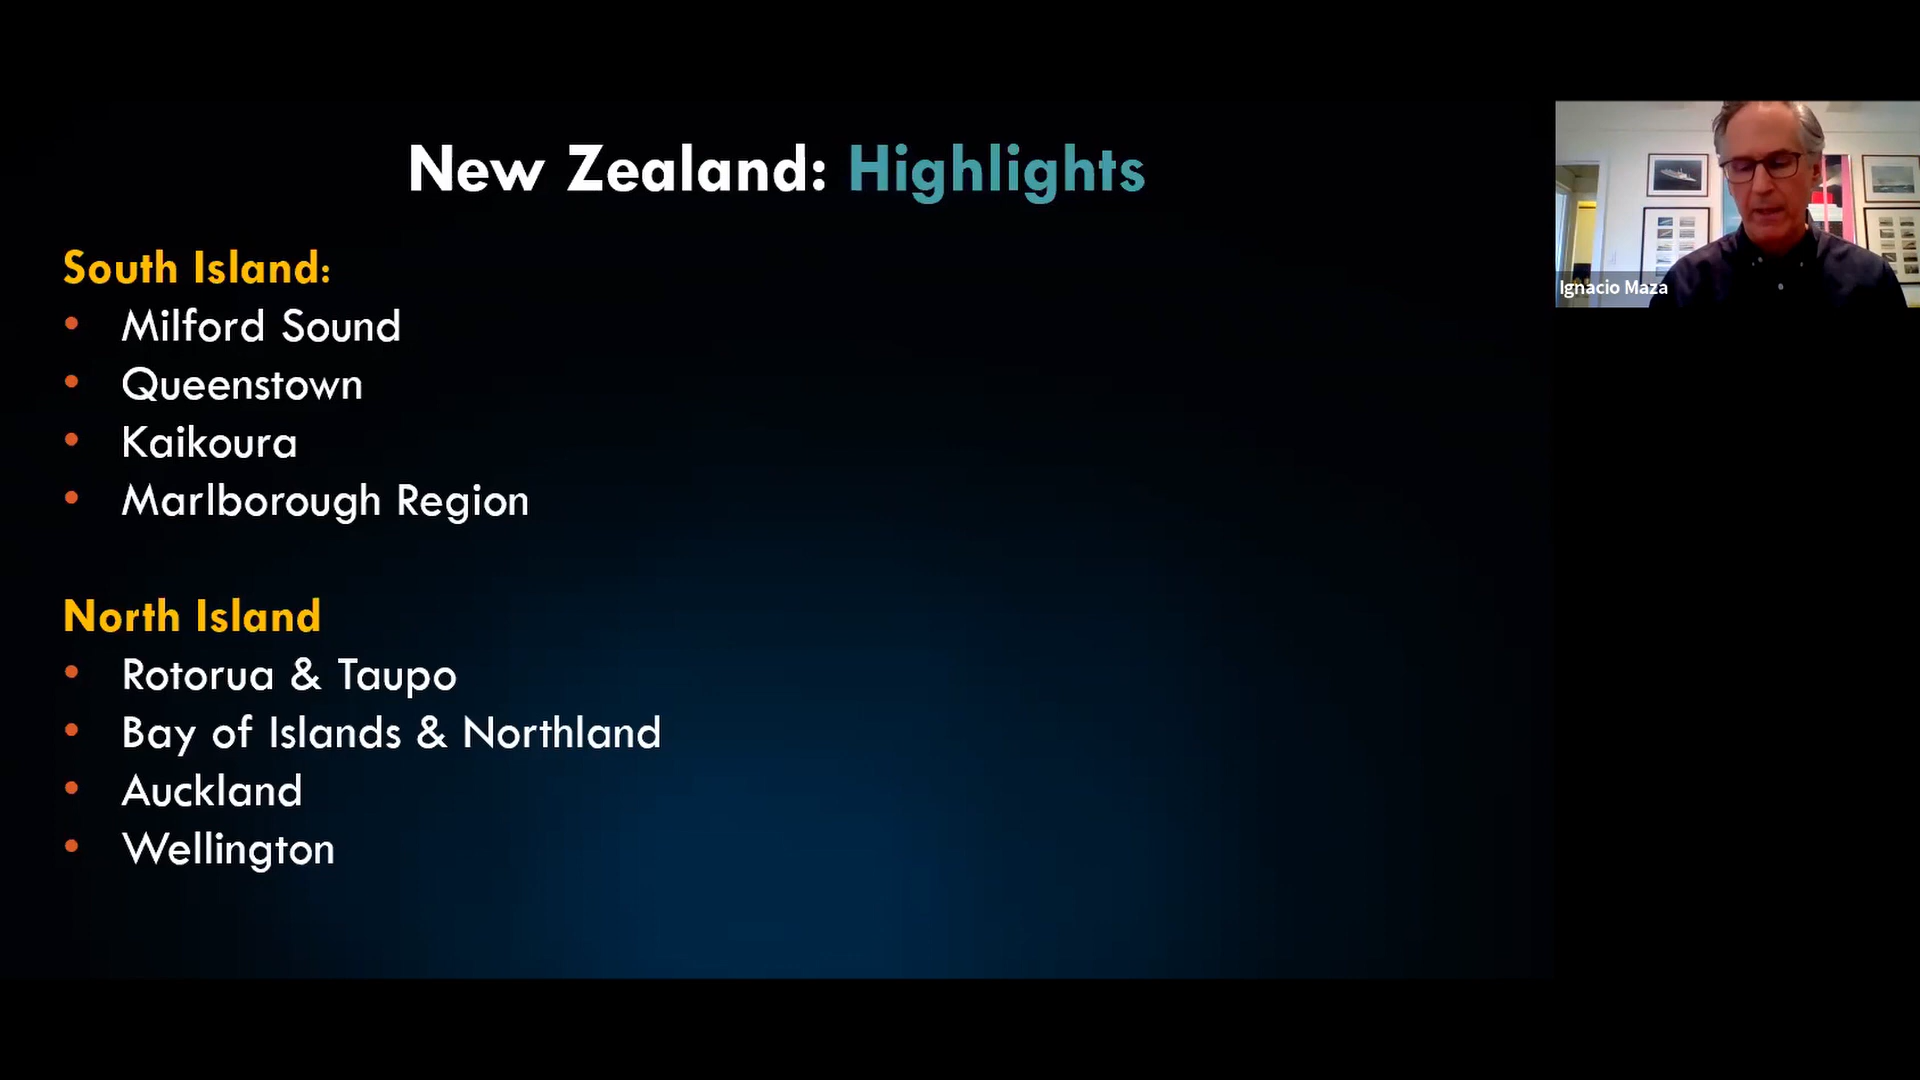 New Zealand: Highlights
South Island:
• Milford Sound
• Queenstown
• Kaikoura
• Marlborough Region
North Island
• Rotorua & Taupo
• Bay of Islands & Northland
• Auckland
• Wellington
Ignacio Maza